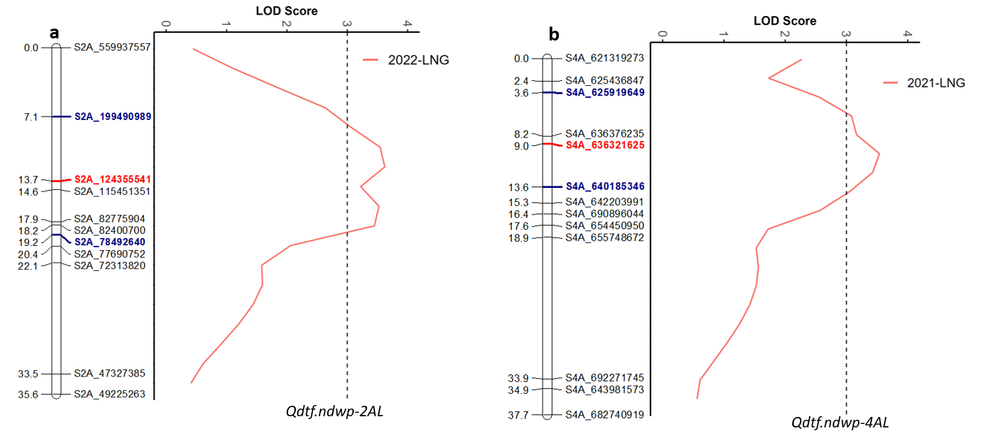 a
LOD Score
0 1 2 3 4
2022-LNG
0.0 S2A_559937557
7.1 S2A_199490989
13.7 S2A_124355541
14.6 S2A_115451351
17.9 S2A_82775904
18.2 S2A_82400700
19.2 S2A_78492640
20.4 S2A_77690752
22.1 S2A_72313820
33.5 S2A_47327385
35.6 S2A_49225263
Qdtf.ndwp-2AL
b
LOD Score
0 1 2 3 4
2021-LNG
0.0 S4A_621319273
2.4 S4A_625436847
3.6 S4A_625919649
8.2 S4A_636376235
9.0 S4A_636321625
13.6 S4A_640185346
15.3 S4A_642203991
16.4 S4A_690896044
17.6 S4A_654450950
18.9 S4A_655748672
33.9 S4A_692271745
34.9 S4A_643981573
37.7 S4A_682740919
Qdtf.ndwp-4AL